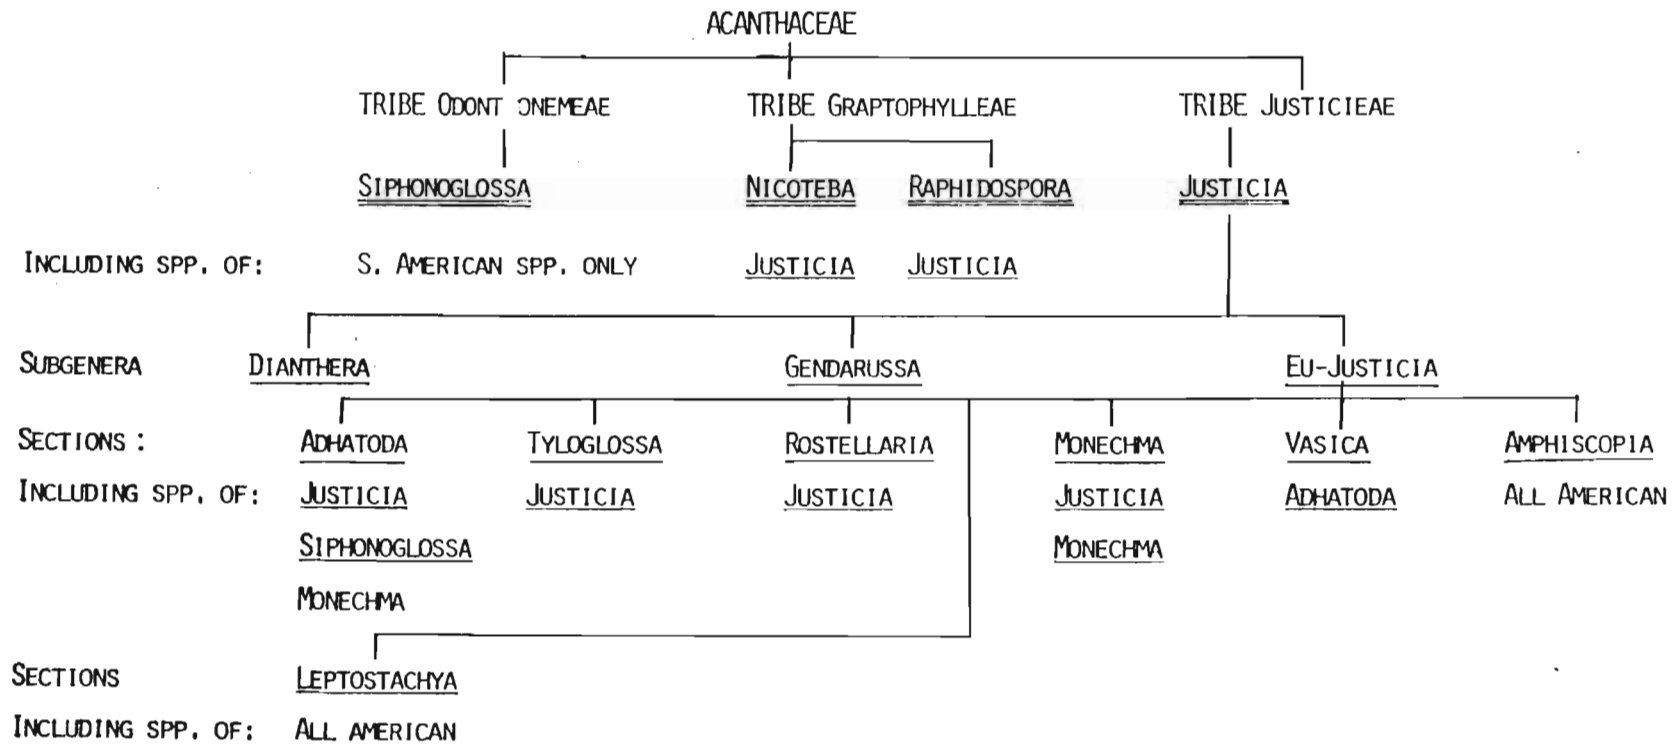 ACANTHACEAE
TRIBE ODONT ONEMEAE TRIBE GRAPTOPHYLLEAE TRIBE JUSTICIEAE
SIPHONOGLOSSA NICOTEBA RAPHIDOSPORA JUSTICIA
INCLUDING SPP. OF: S. AMERICAN SPP. ONLY JUSTICIA JUSTICIA
SUBGENERA DIANTHERA GENDARUSSA EU-JUSTICIA
SECTIONS: ADHATODA TYLOGLOSSA ROSTELLARIA MONECHMA VASICA AMPHISCOPIA
INCLUDING SPP. OF: JUSTICIA JUSTICIA JUSTICIA JUSTICIA ADHATODA ALL AMERICAN
SIPHONOGLOSSA MONECHMA
MONECHMA
SECTIONS LEPTOSTACHYA
INCLUDING SPP. OF: ALL AMERICAN